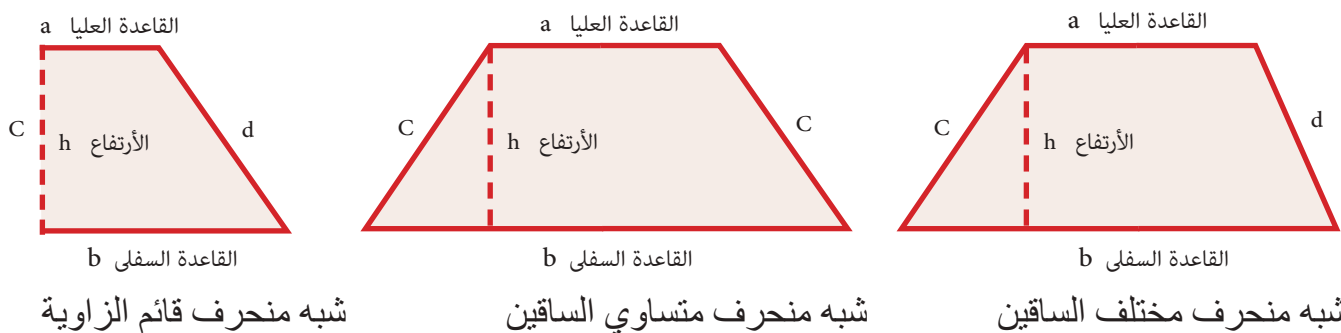 القاعدة العليا a
القاعدة العليا a
القاعدة العليا a
C
h الأرتفاع
d
C
h الأرتفاع
C
C
h الأرتفاع
d
القاعدة السفلى b
القاعدة السفلى b
القاعدة السفلى b
شبه منحرف مختلف الساقين
شبه منحرف متساوي الساقين
شبه منحرف قائم الزاوية